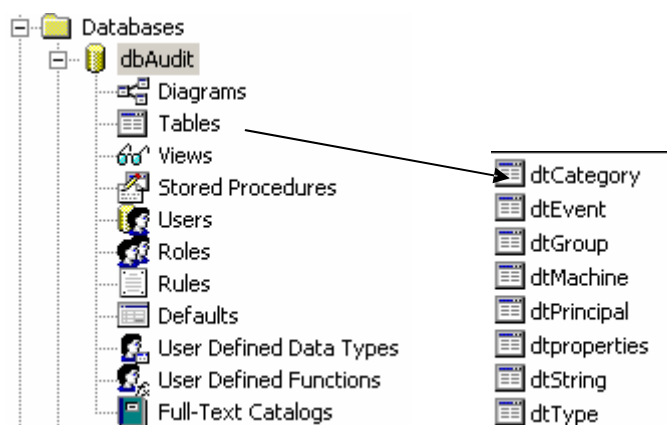 Databases
dbAudit
Diagrams
Tables
Views
Stored Procedures
Users
Roles
Rules
Defaults
User Defined Data Types
User Defined Functions
Full-Text Catalogs
dtCategory
dtEvent
dtGroup
dtMachine
dtPrincipal
dtproperties
dtString
dtType